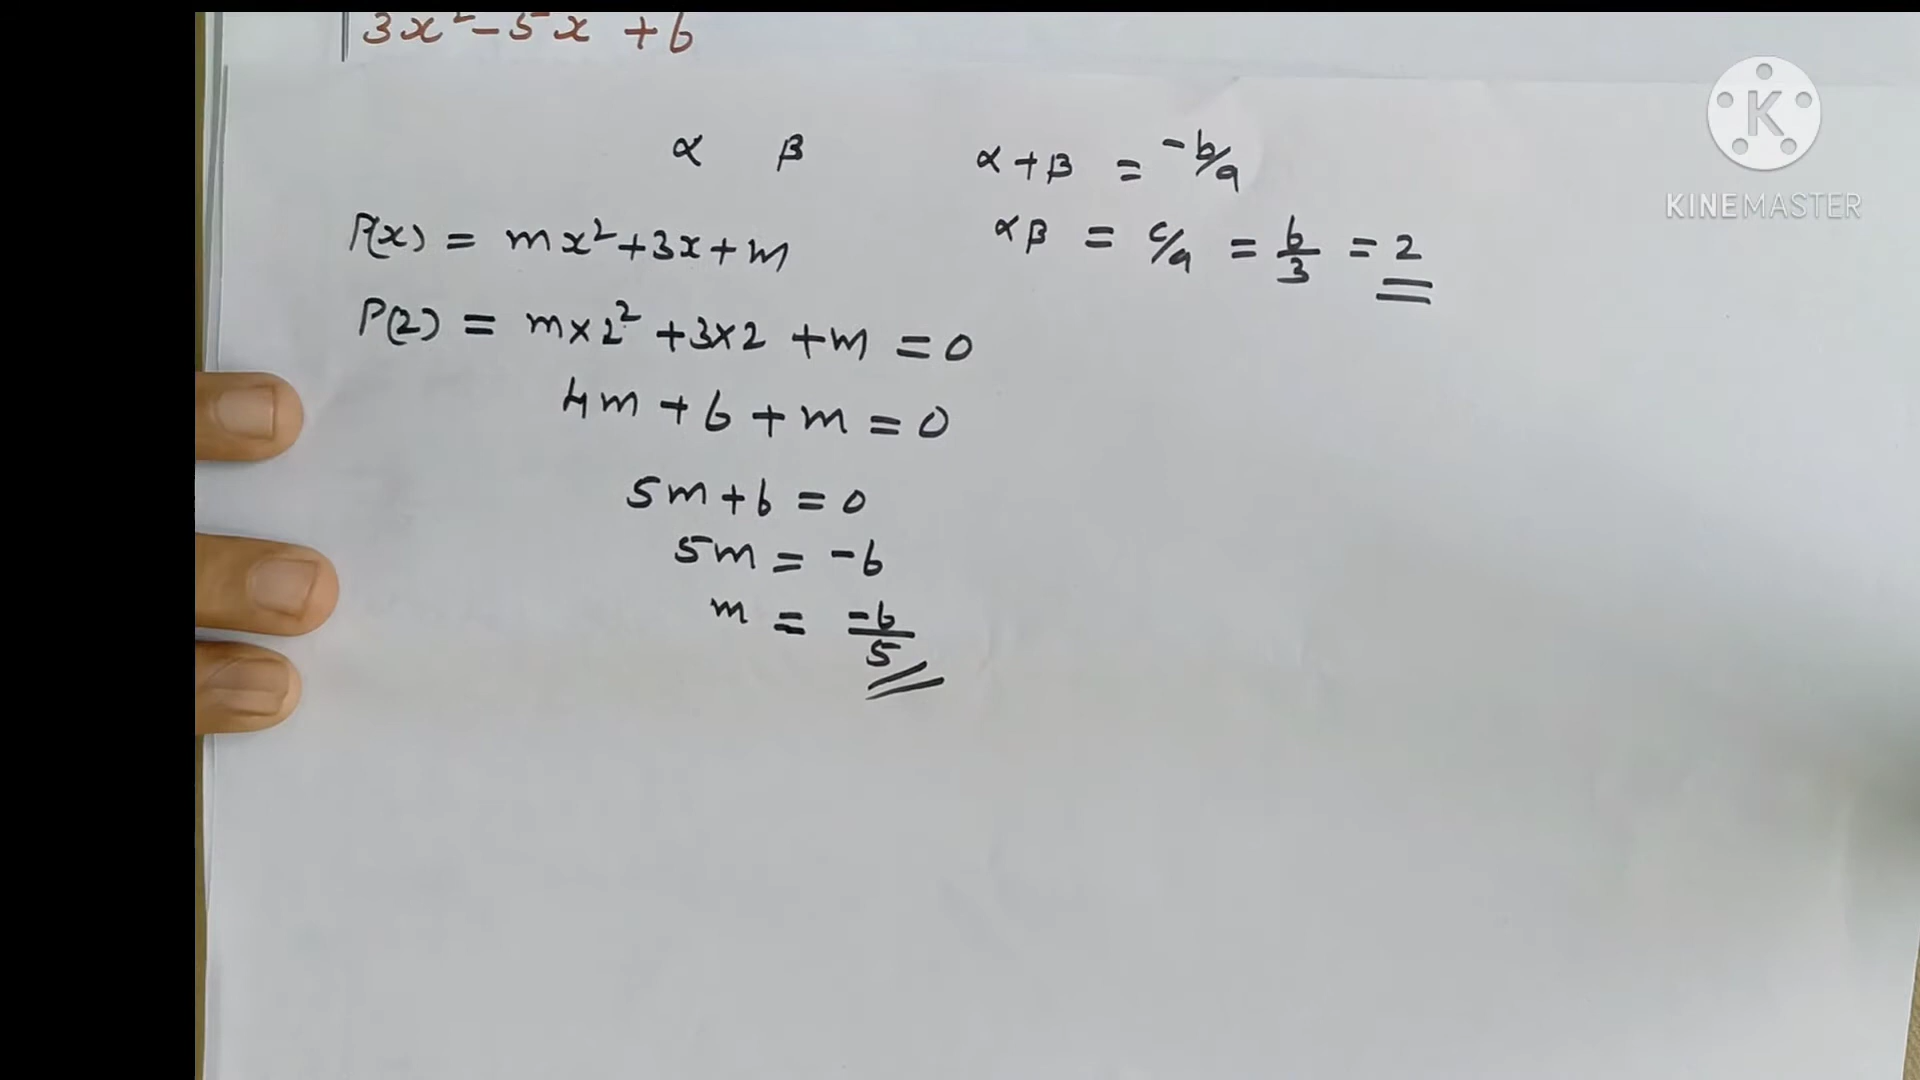 3x² - 5x + 6
α β
α + β = -b/a
P(x) = mx² + 3x + m
αβ = c/a = 6/3 = 2
P(2) = m×2² + 3×2 + m = 0
4m + 6 + m = 0
5m + 6 = 0
5m = -6
m = -6/5
K
KINEMASTER